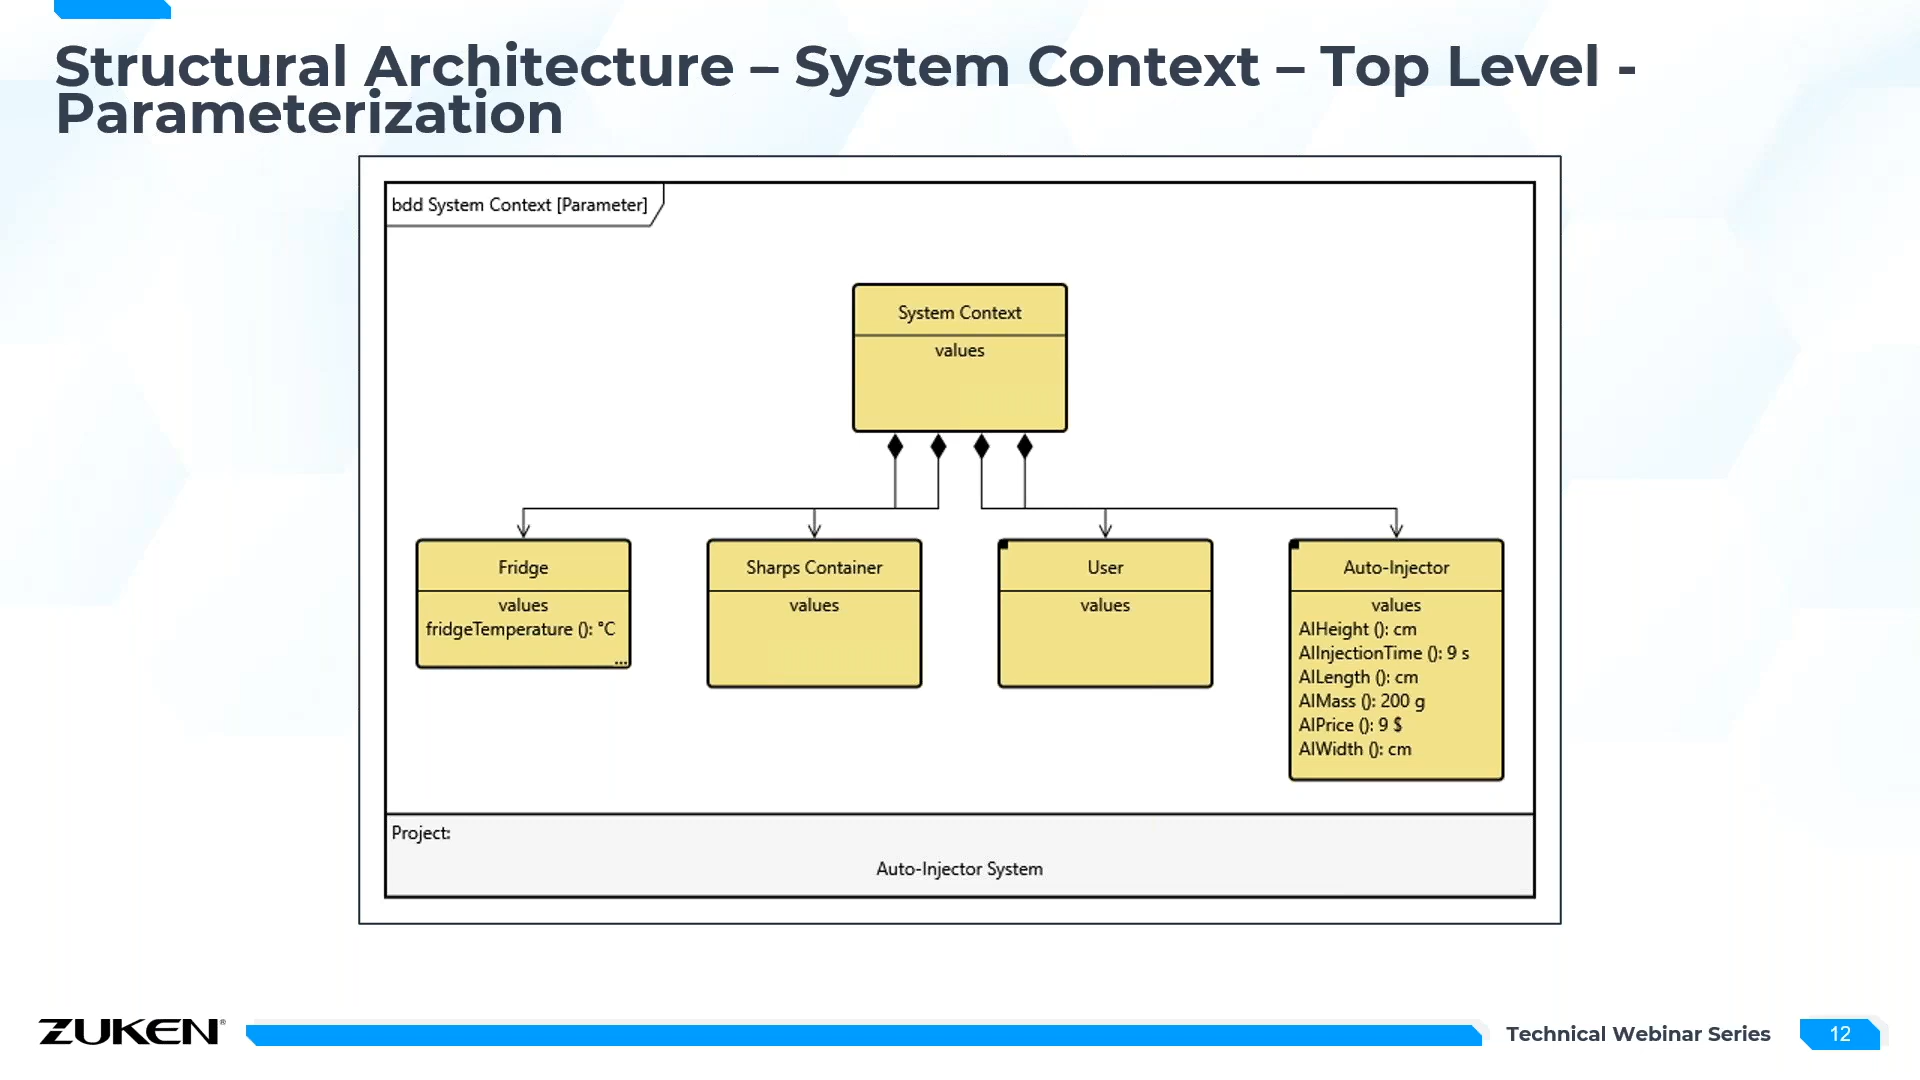 Structural Architecture – System Context – Top Level -
Parameterization
bdd System Context [Parameter]
System Context
values
Fridge
values
fridgeTemperature (): °C
...
Sharps Container
values
User
values
Auto-Injector
values
AIHeight (): cm
AIInjectionTime (): 9 s
AILength (): cm
AIMass (): 200 g
AIPrice (): 9 $
AIWidth (): cm
Project:
Auto-Injector System
ZUKEN®
Technical Webinar Series
12